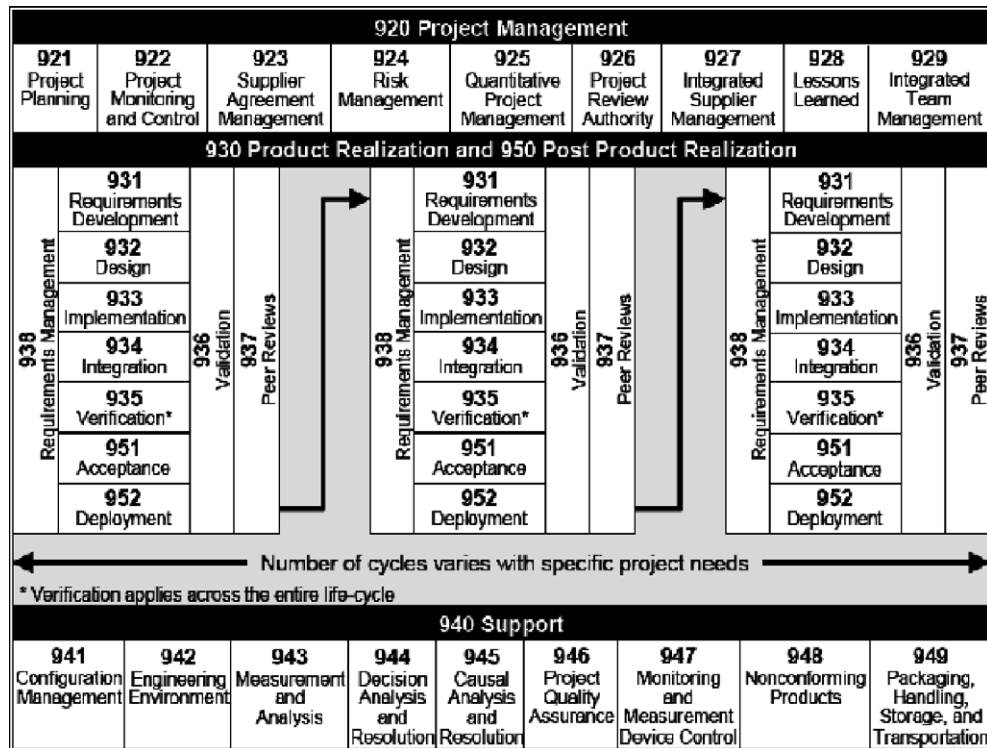 920 Project Management
921
Project
Planning
922
Project
Monitoring
and Control
923
Supplier
Agreement
Management
924
Risk
Management
925
Quantitative
Project
Management
926
Project
Review
Authority
927
Integrated
Supplier
Management
928
Lessons
Learned
929
Integrated
Team
Management
930 Product Realization and 950 Post Product Realization
938
Requirements Management
931
Requirements
Development
932
Design
933
Implementation
934
Integration
935
Verification*
951
Acceptance
952
Deployment
936
Validation
937
Peer Reviews
938
Requirements Management
931
Requirements
Development
932
Design
933
Implementation
934
Integration
935
Verification*
951
Acceptance
952
Deployment
936
Validation
937
Peer Reviews
938
Requirements Management
931
Requirements
Development
932
Design
933
Implementation
934
Integration
935
Verification*
951
Acceptance
952
Deployment
936
Validation
937
Peer Reviews
Number of cycles varies with specific project needs
* Verification applies across the entire life-cycle
940 Support
941
Configuration
Management
942
Engineering
Environment
943
Measurement
and
Analysis
944
Decision
Analysis
and
Resolution
945
Causal
Analysis
and
Resolution
946
Project
Quality
Assurance
947
Monitoring
and
Measurement
Device Control
948
Nonconforming
Products
949
Packaging,
Handling,
Storage, and
Transportation